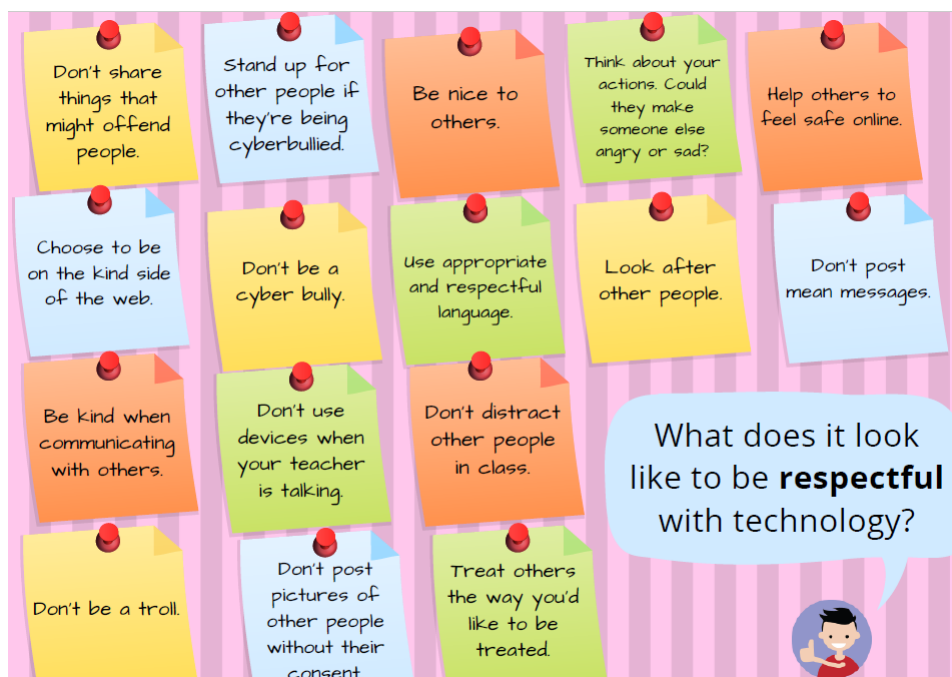 Don't share
things that
might offend
people.
Stand up for
other people if
they're being
cyberbullied.
Be nice to
others.
Think about your
actions. Could
they make
someone else
angry or sad?
Help others to
feel safe online.
Choose to be
on the kind side
of the web.
Don't be a
cyber bully.
Use appropriate
and respectful
language.
Look after
other people.
Don't post
mean messages.
Be kind when
communicating
with others.
Don't use
devices when
your teacher
is talking.
Don't distract
other people
in class.
What does it look
like to be respectful
with technology?
Don't be a troll.
Don't post
pictures of
other people
without their
consent
Treat others
the way you'd
like to be
treated.